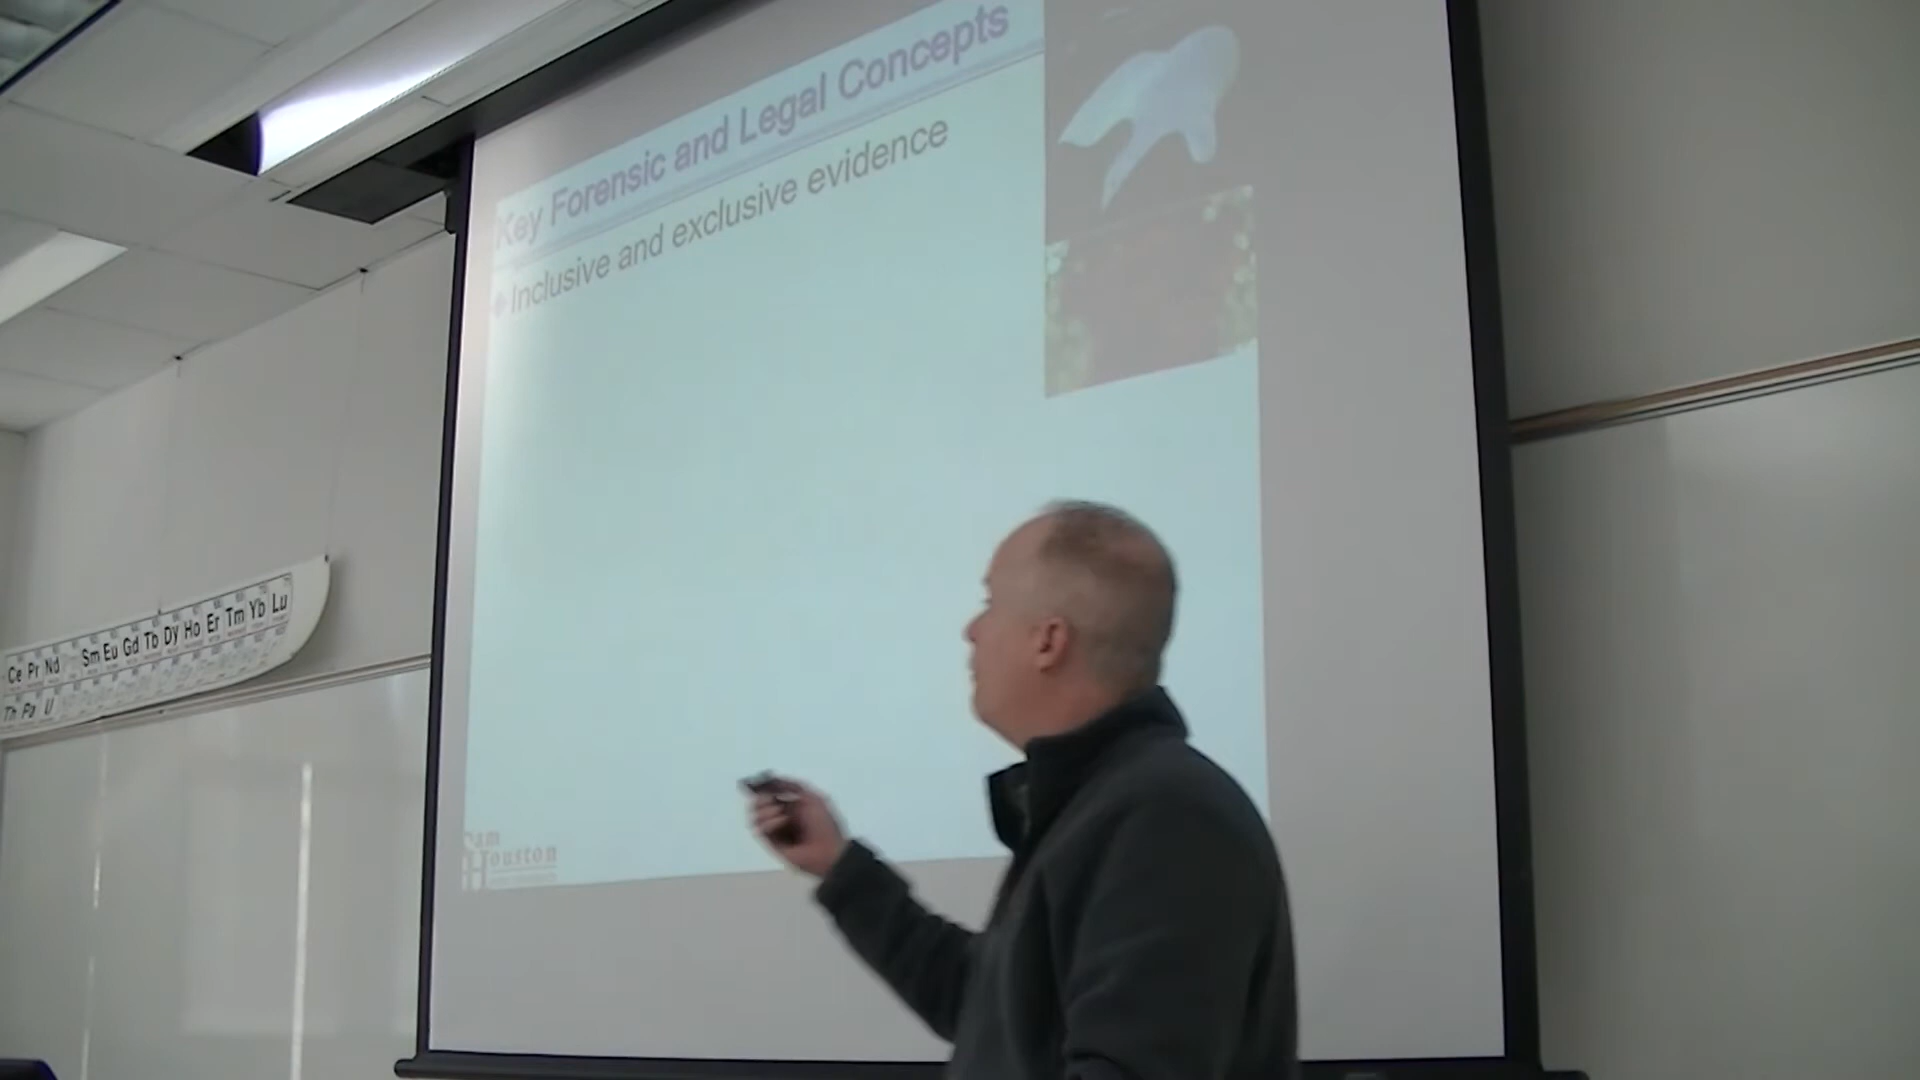 Key Forensic and Legal Concepts
Inclusive and exclusive evidence
Ce Pr Nd Sm Eu Gd Tb Dy Ho Er Tm Yb Lu
Th Pa U
Sam
Houston